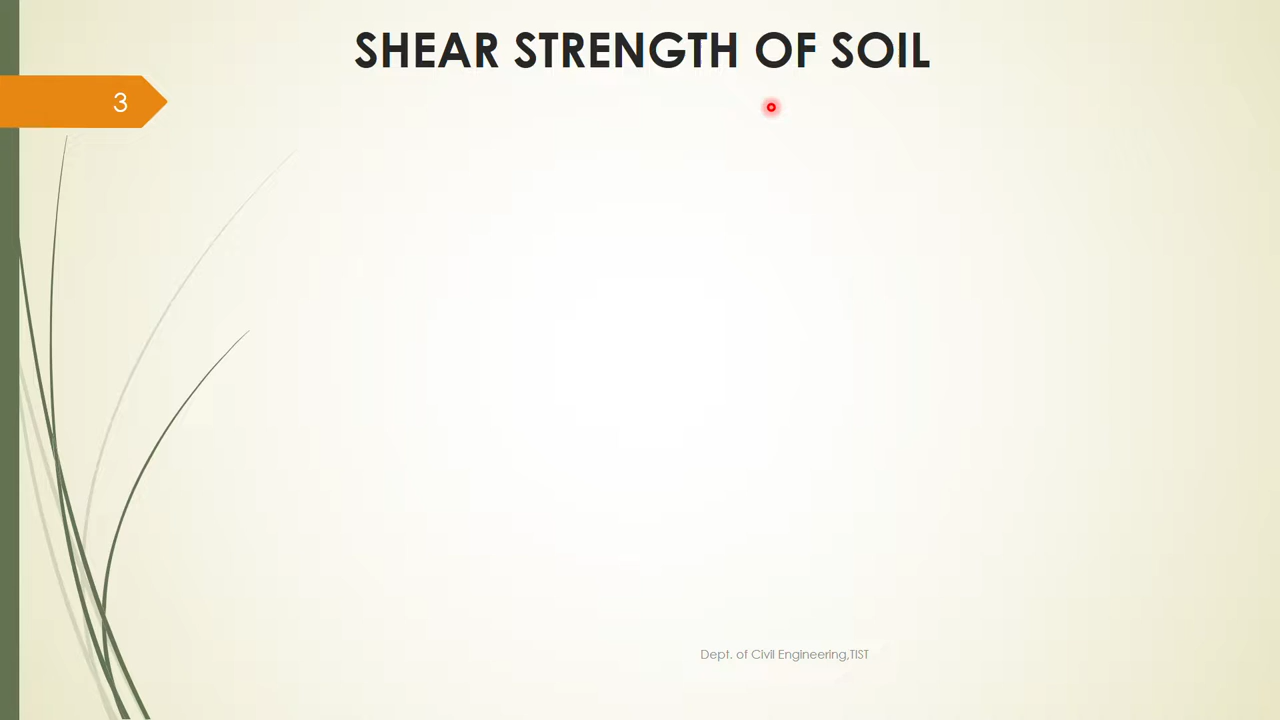 SHEAR STRENGTH OF SOIL
3
Dept. of Civil Engineering,TIST